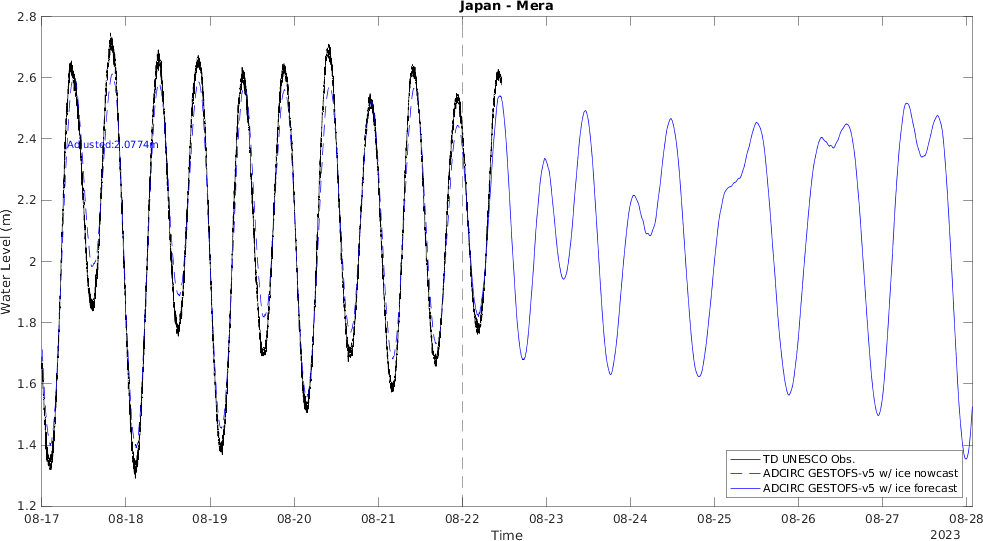 Japan - Mera
2.8
2.6
2.4
2.2
2
1.8
1.6
1.4
1.2
Water Level (m)
Adjusted:2.0774m
TD UNESCO Obs.
ADCIRC GESTOFS-v5 w/ ice nowcast
ADCIRC GESTOFS-v5 w/ ice forecast
08-17 08-18 08-19 08-20 08-21 08-22 08-23 08-24 08-25 08-26 08-27 08-28
Time
2023